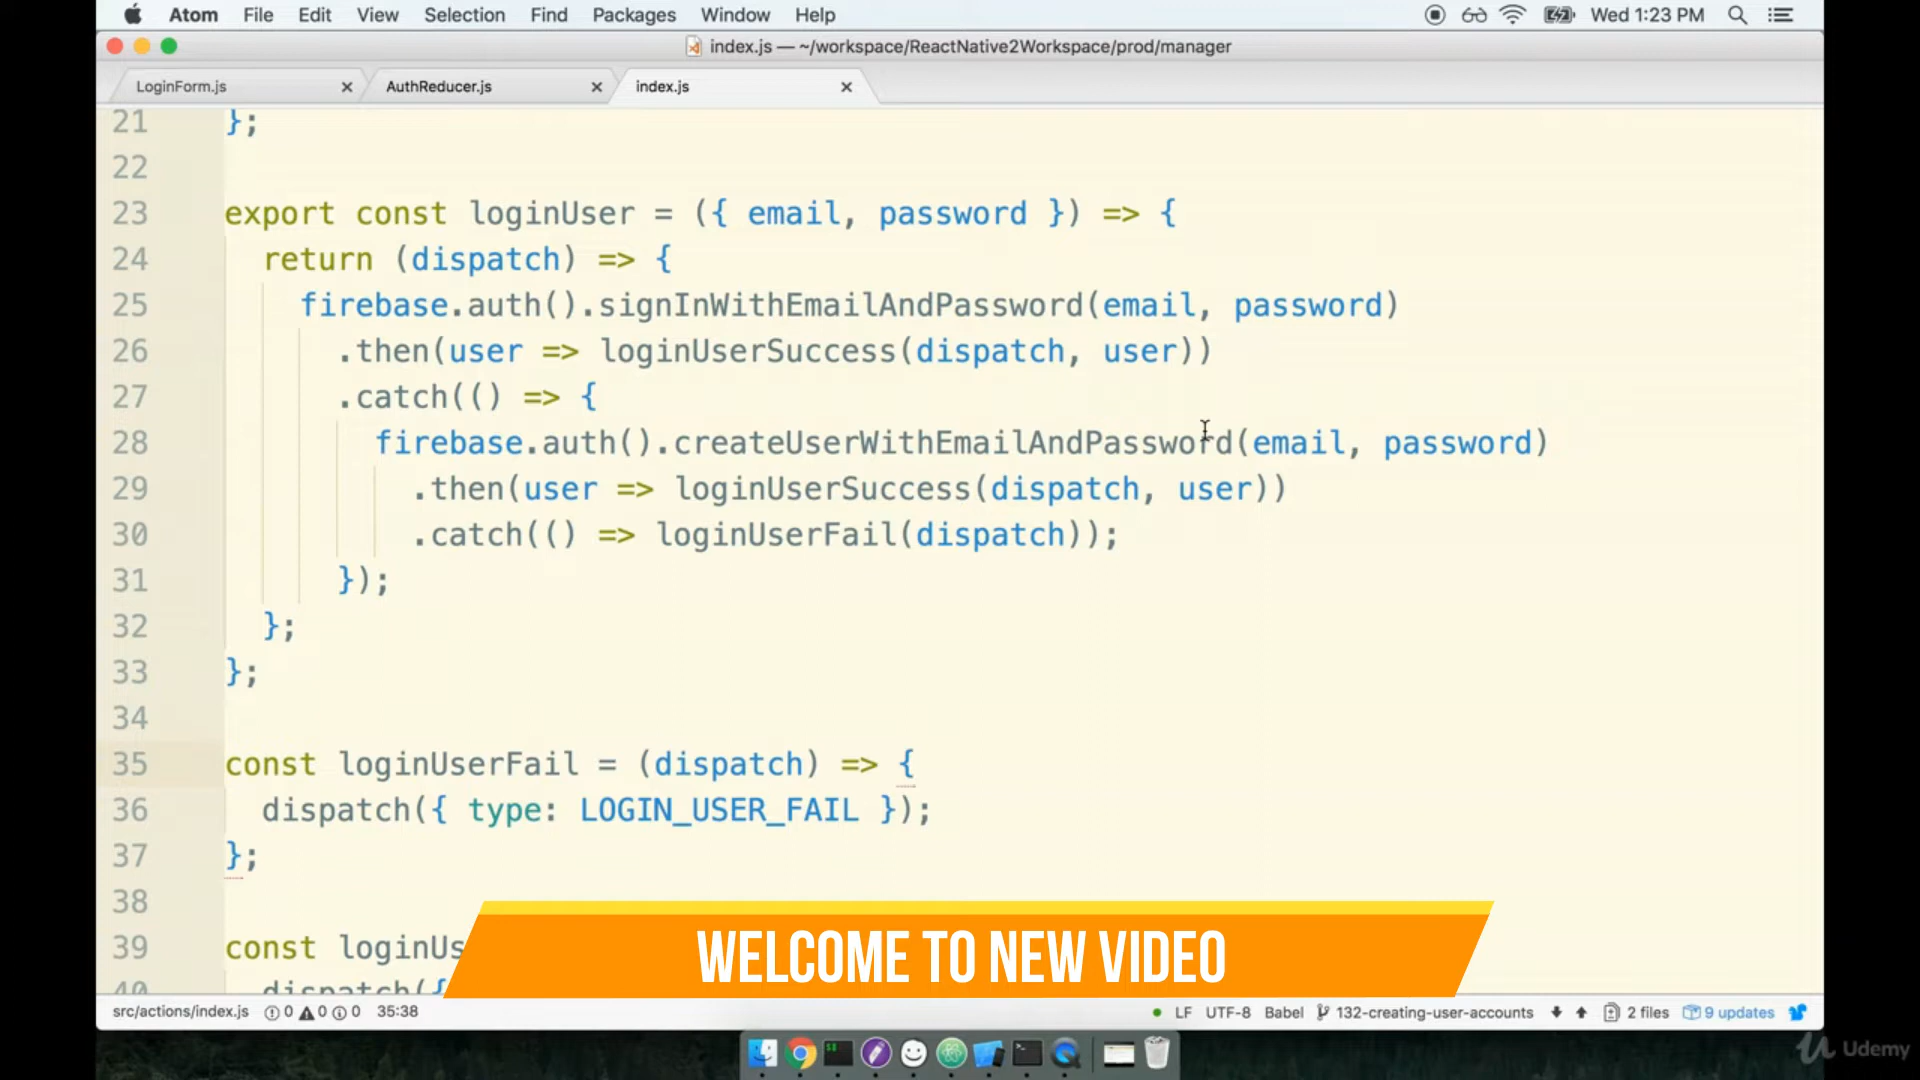 Atom File Edit View Selection Find Packages Window Help Wed 1:23 PM
index.js — ~/workspace/ReactNative2Workspace/prod/manager
LoginForm.js AuthReducer.js index.js
21 };
22
23 export const loginUser = ({ email, password }) => {
24 return (dispatch) => {
25 firebase.auth().signInWithEmailAndPassword(email, password)
26 .then(user => loginUserSuccess(dispatch, user))
27 .catch(() => {
28 firebase.auth().createUserWithEmailAndPassword(email, password)
29 .then(user => loginUserSuccess(dispatch, user))
30 .catch(() => loginUserFail(dispatch));
31 });
32 };
33 };
34
35 const loginUserFail = (dispatch) => {
36 dispatch({ type: LOGIN_USER_FAIL });
37 };
38
39 const loginUs
40 dispatch({
WELCOME TO NEW VIDEO
src/actions/index.js 0 0 0 35:38 LF UTF-8 Babel 132-creating-user-accounts 2 files 9 updates
Udemy